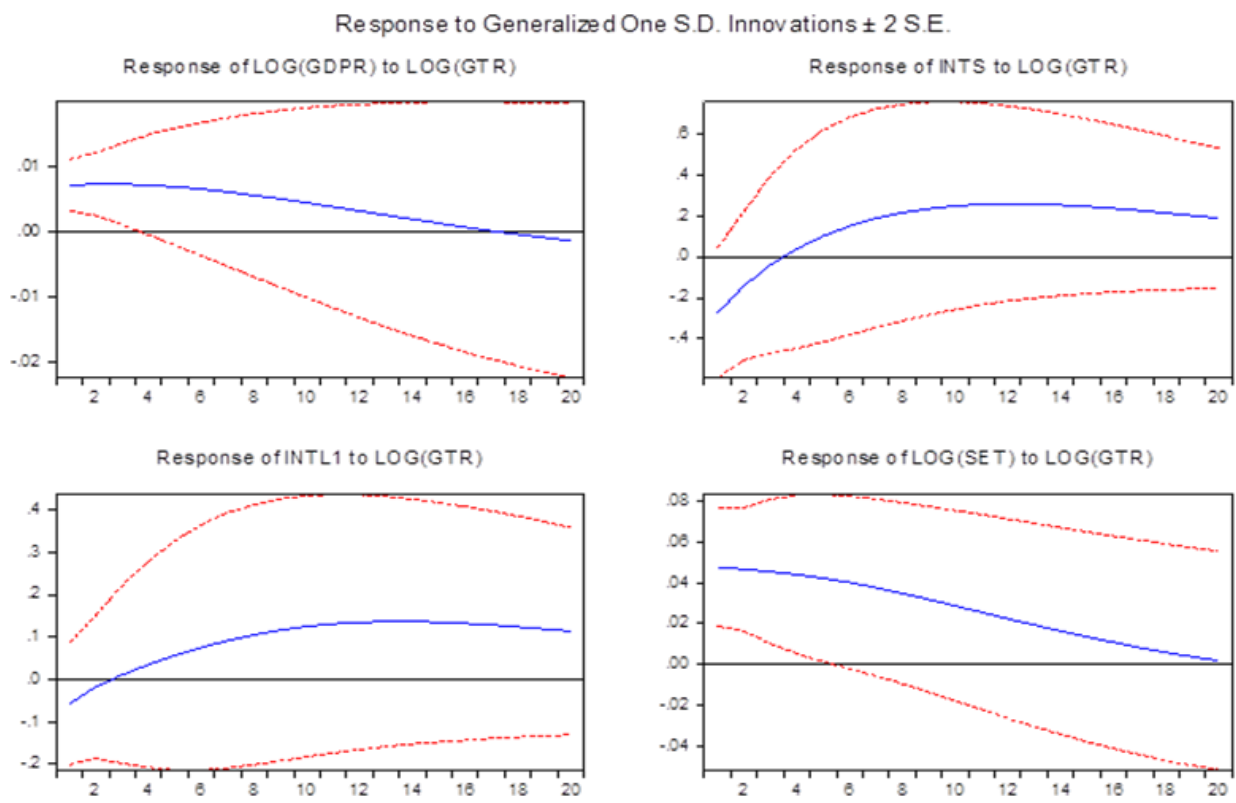 Response to Generalized One S.D. Innovations ± 2 S.E.
Response of LOG(GDPR) to LOG(GTR)
.01
.00
-.01
-.02
2 4 6 8 10 12 14 16 18 20
Response of INTS to LOG(GTR)
.6
.4
.2
.0
-.2
-.4
2 4 6 8 10 12 14 16 18 20
Response of INTL1 to LOG(GTR)
.4
.3
.2
.1
.0
-.1
-.2
2 4 6 8 10 12 14 16 18 20
Response of LOG(SET) to LOG(GTR)
.08
.06
.04
.02
.00
-.02
-.04
2 4 6 8 10 12 14 16 18 20